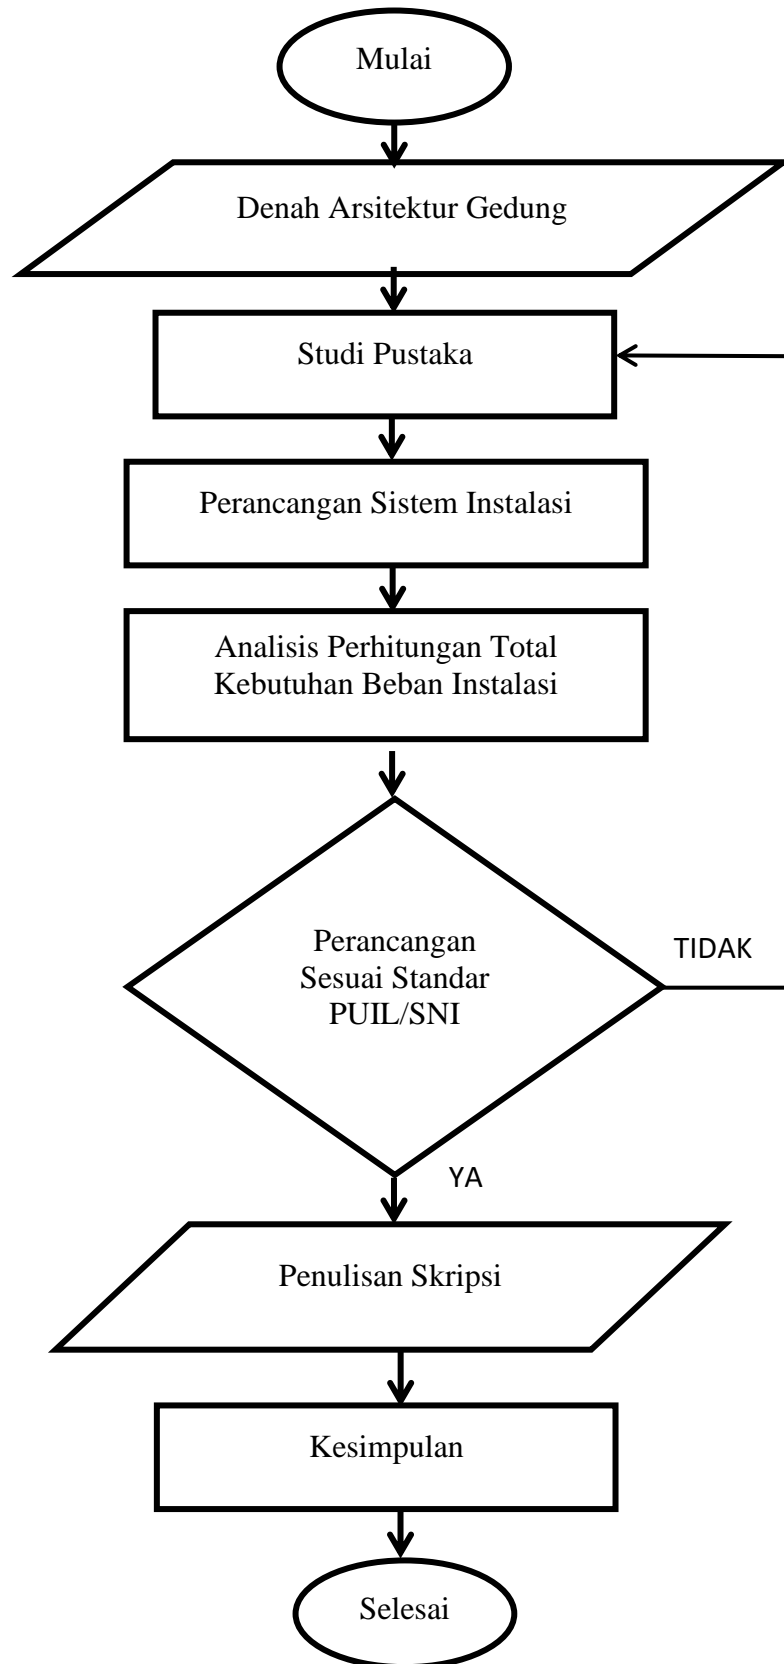 Mulai
Denah Arsitektur Gedung
Studi Pustaka
Perancangan Sistem Instalasi
Analisis Perhitungan Total
Kebutuhan Beban Instalasi
Perancangan
Sesuai Standar
PUIL/SNI
TIDAK
YA
Penulisan Skripsi
Kesimpulan
Selesai